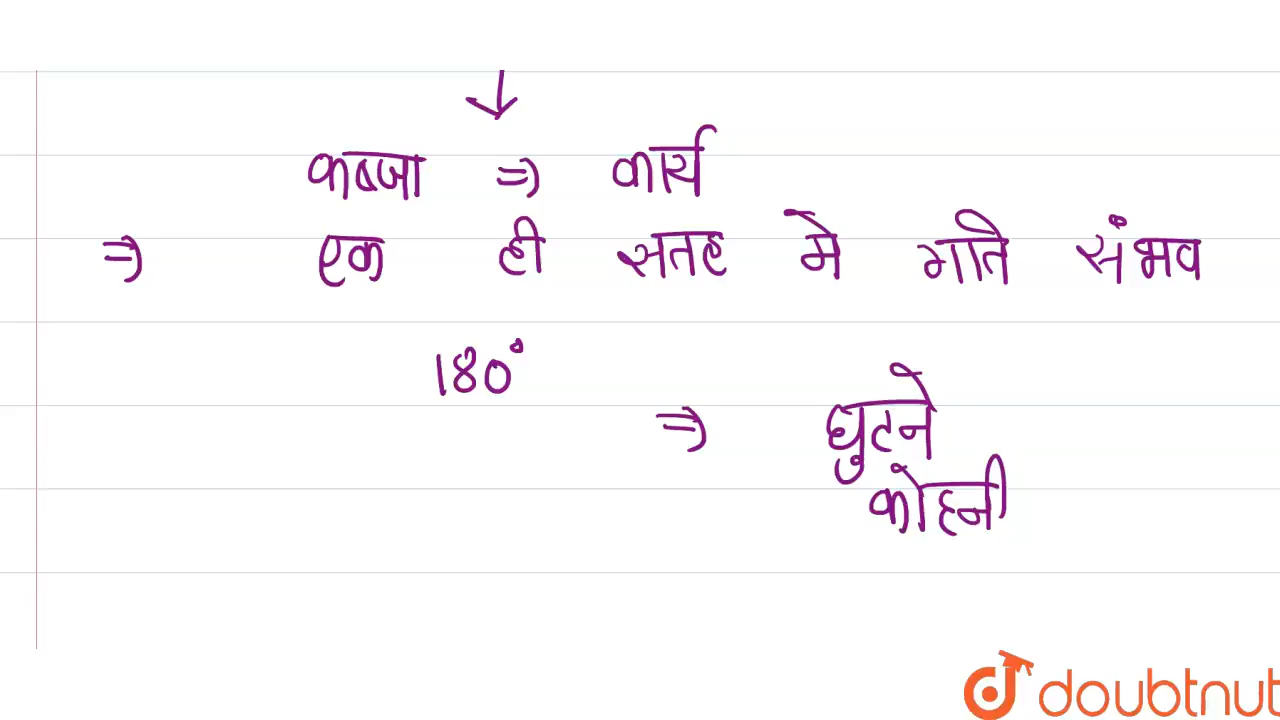 ↓
कब्जा ⇒ कार्य
⇒ एक ही सतह मे गति संभव
180°
⇒ घुटने
कोहनी
doubtnut